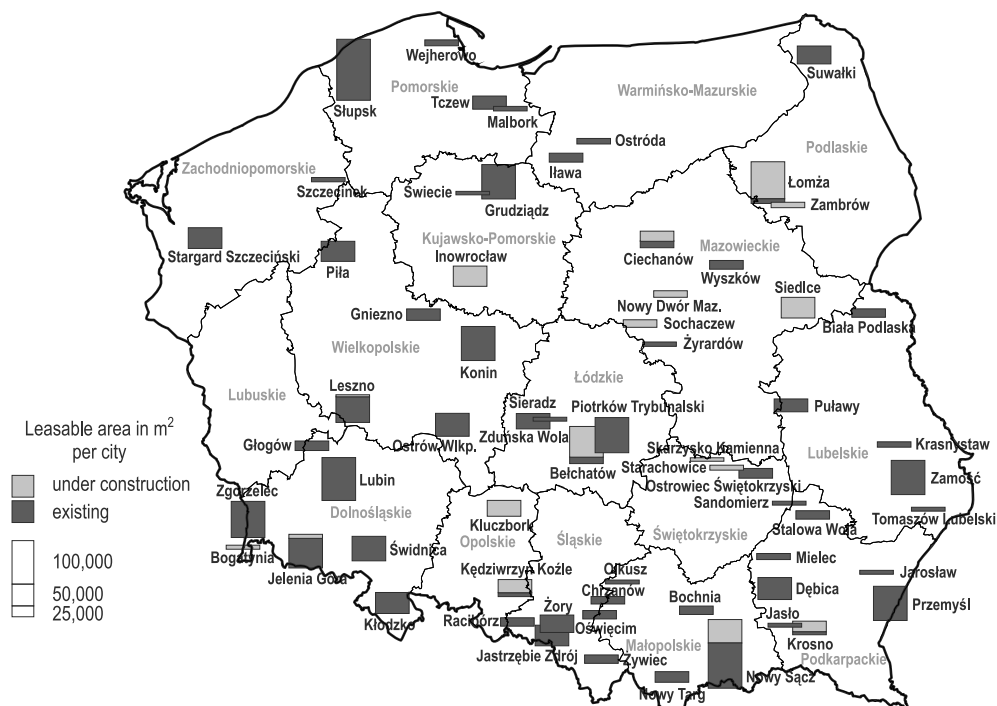 Wejherowo
Suwałki
Pomorskie
Warmińsko-Mazurskie
Słupsk
Tczew
Malbork
Ostróda
Podlaskie
Iława
Zachodniopomorskie
Szczecinek
Świecie
Grudziądz
Łomża
Zambrów
Stargard Szczeciński
Piła
Kujawsko-Pomorskie
Inowrocław
Ciechanów
Mazowieckie
Wyszków
Siedlce
Nowy Dwór Maz.
Gniezno
Sochaczew
Biała Podlaska
Żyrardów
Wielkopolskie
Konin
Łódzkie
Lubuskie
Leszno
Sieradz
Piotrków Trybunalski
Puławy
Leasable area in m²
per city
Głogów
Ostrów Wlkp.
Zduńska Wola
Skarżysko Kamienna
Krasnystaw
Lubelskie
Bełchatów
Starachowice
under construction
Zgorzelec
Lubin
Ostrowiec Świętokrzyski
Zamość
existing
Dolnośląskie
Sandomierz
Kluczbork
Stalowa Wola
Tomaszów Lubelski
Opolskie
Śląskie
Świętokrzyskie
Bogatynia
Świdnica
100,000
Jelenia Góra
Kędziwrzyn Koźle
Olkusz
Mielec
Jarosław
50,000
Chrzanów
Bochnia
Dębica
25,000
Kłodzko
Żory
Przemyśl
Racibórz
Oświęcim
Jasło
Krosno
Jastrzębie Zdrój
Małopolskie
Żywiec
Podkarpackie
Nowy Targ
Nowy Sącz